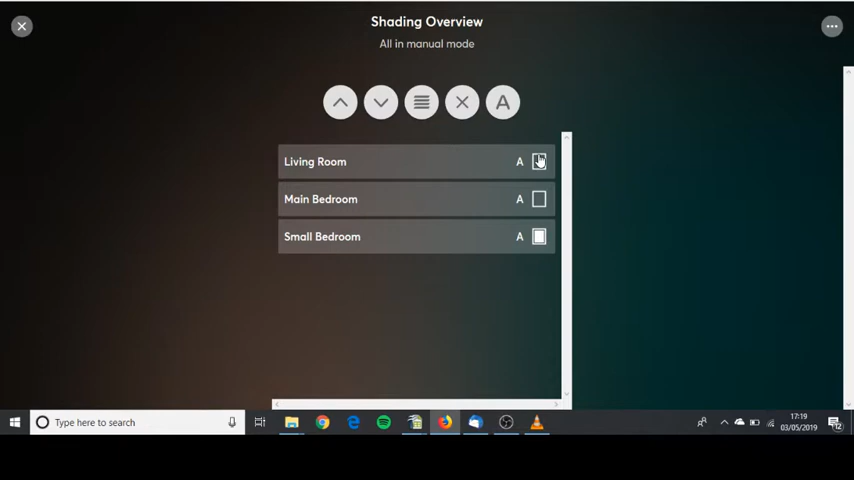 Shading Overview
All in manual mode
A
Living Room A
Main Bedroom A
Small Bedroom A
Type here to search
17:19
03/05/2019
12